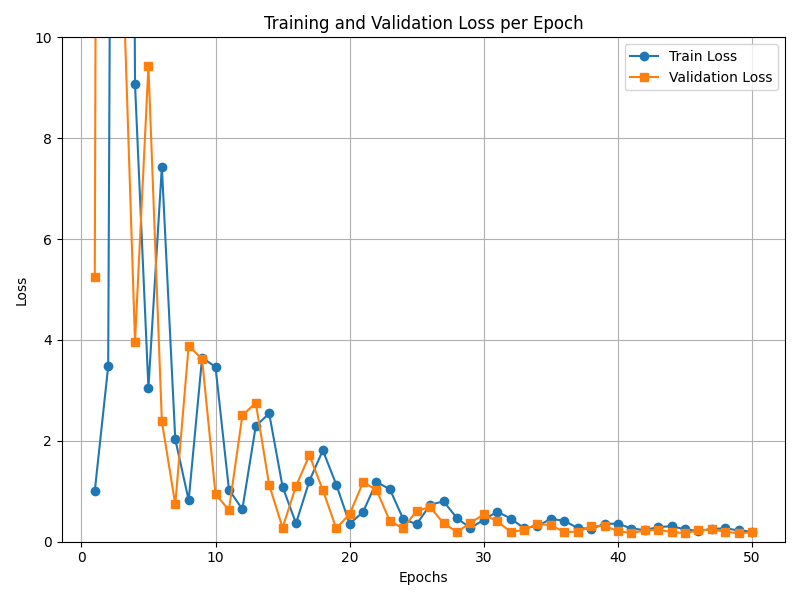 Training and Validation Loss per Epoch
Train Loss
Validation Loss
Loss
10
8
6
4
2
0
0 10 20 30 40 50
Epochs